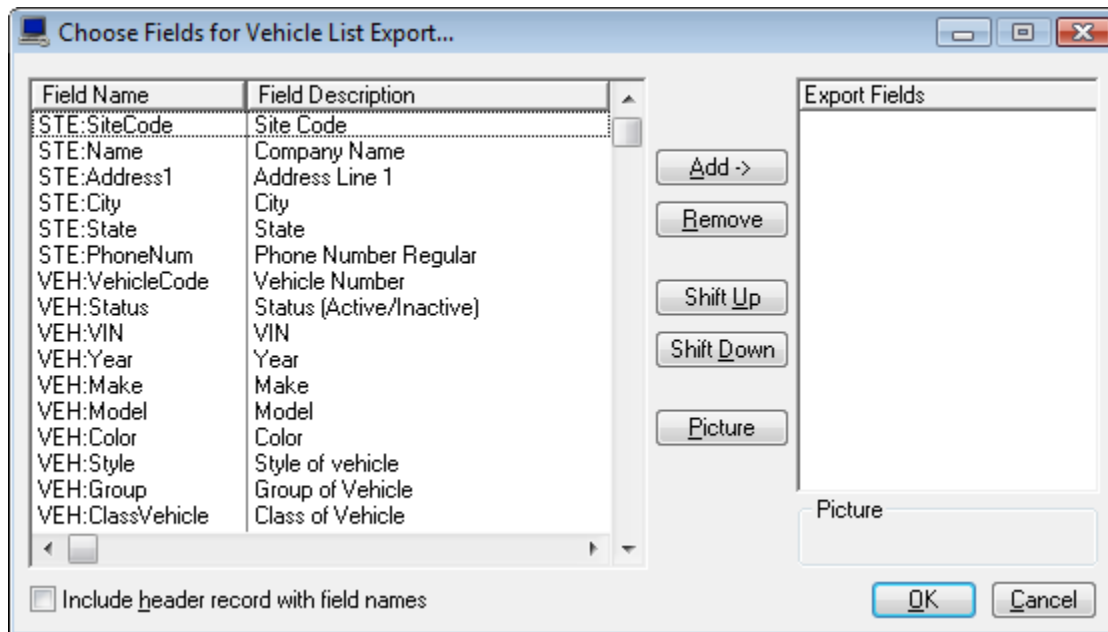 Choose Fields for Vehicle List Export...
Field Name Field Description
STE:SiteCode Site Code
STE:Name Company Name
STE:Address1 Address Line 1
STE:City City
STE:State State
STE:PhoneNum Phone Number Regular
VEH:VehicleCode Vehicle Number
VEH:Status Status (Active/Inactive)
VEH:VIN VIN
VEH:Year Year
VEH:Make Make
VEH:Model Model
VEH:Color Color
VEH:Style Style of vehicle
VEH:Group Group of Vehicle
VEH:ClassVehicle Class of Vehicle
Include header record with field names
Add ->
Remove
Shift Up
Shift Down
Picture
Export Fields
Picture
OK
Cancel